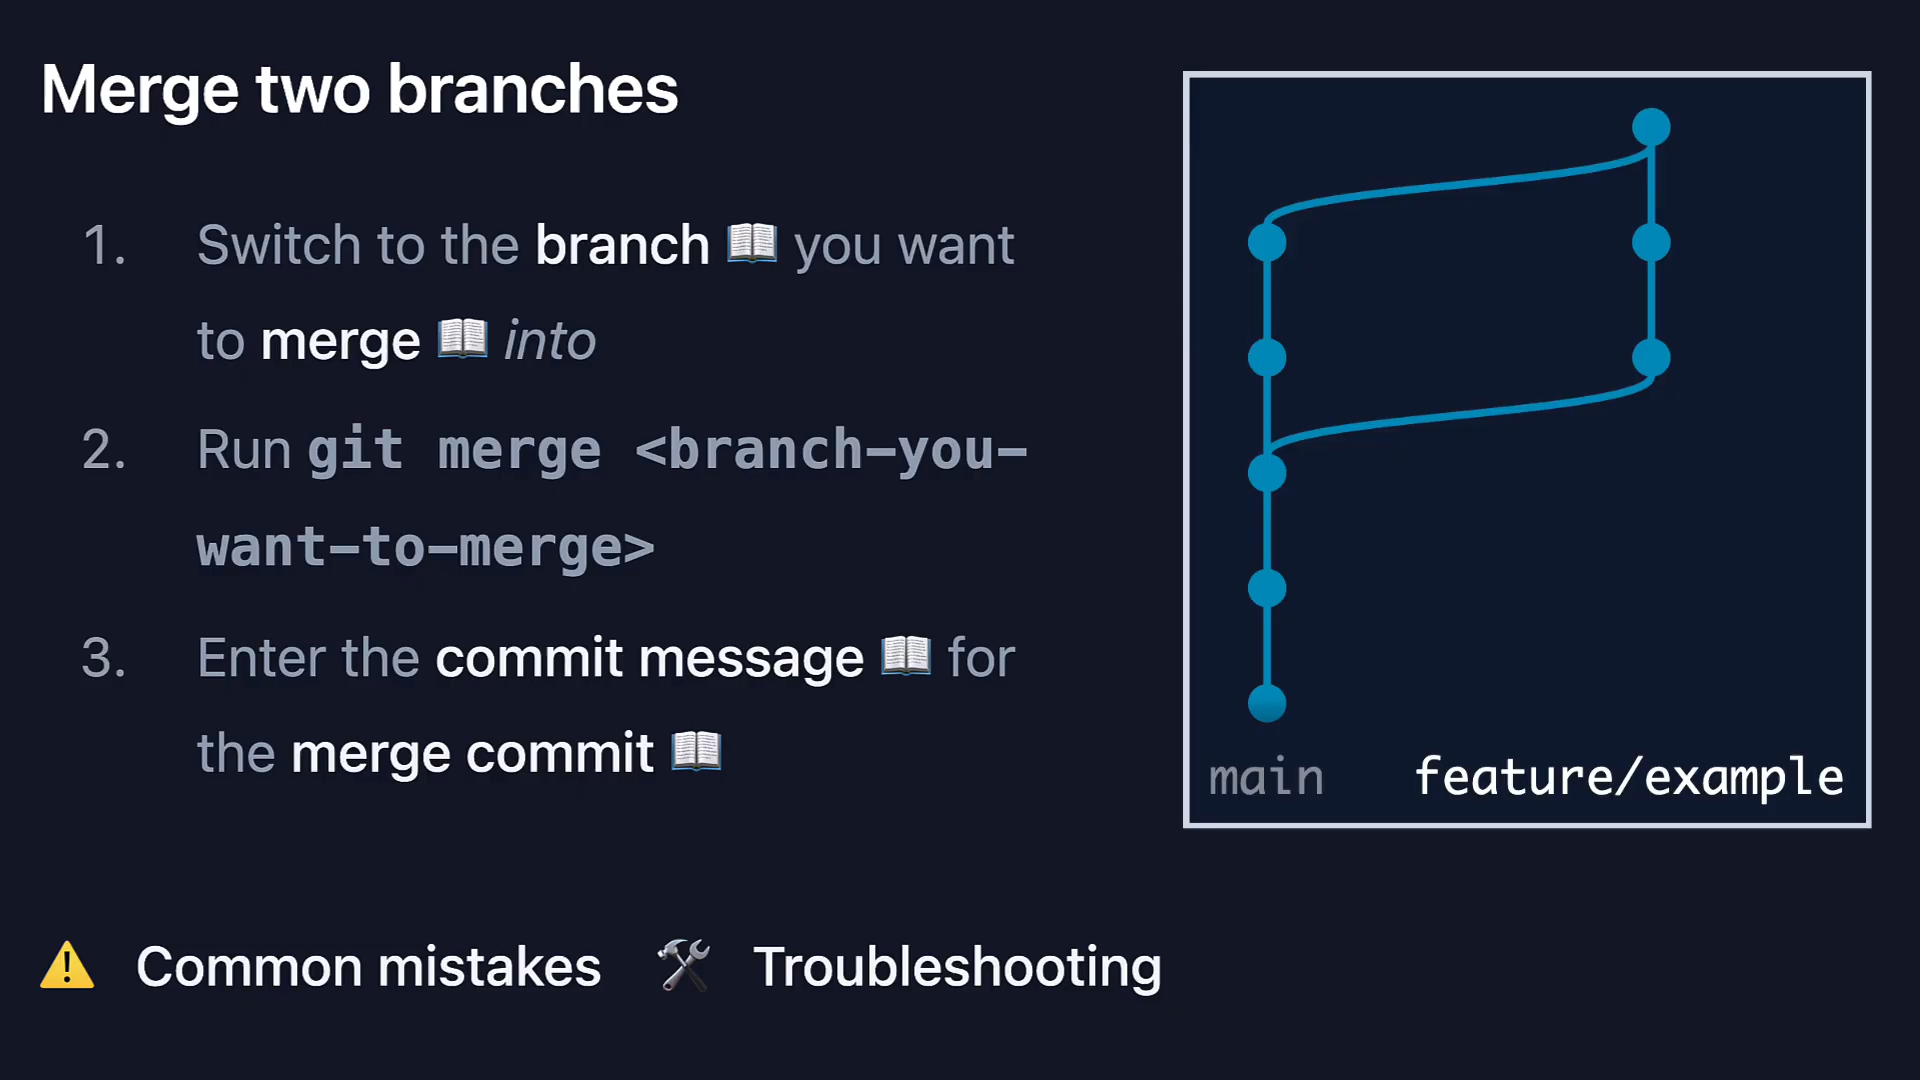 Merge two branches
1. Switch to the branch 📖 you want
to merge 📖 into
2. Run git merge <branch-you-
want-to-merge>
3. Enter the commit message 📖 for
the merge commit 📖
main feature/example
⚠️ Common mistakes 🛠️ Troubleshooting